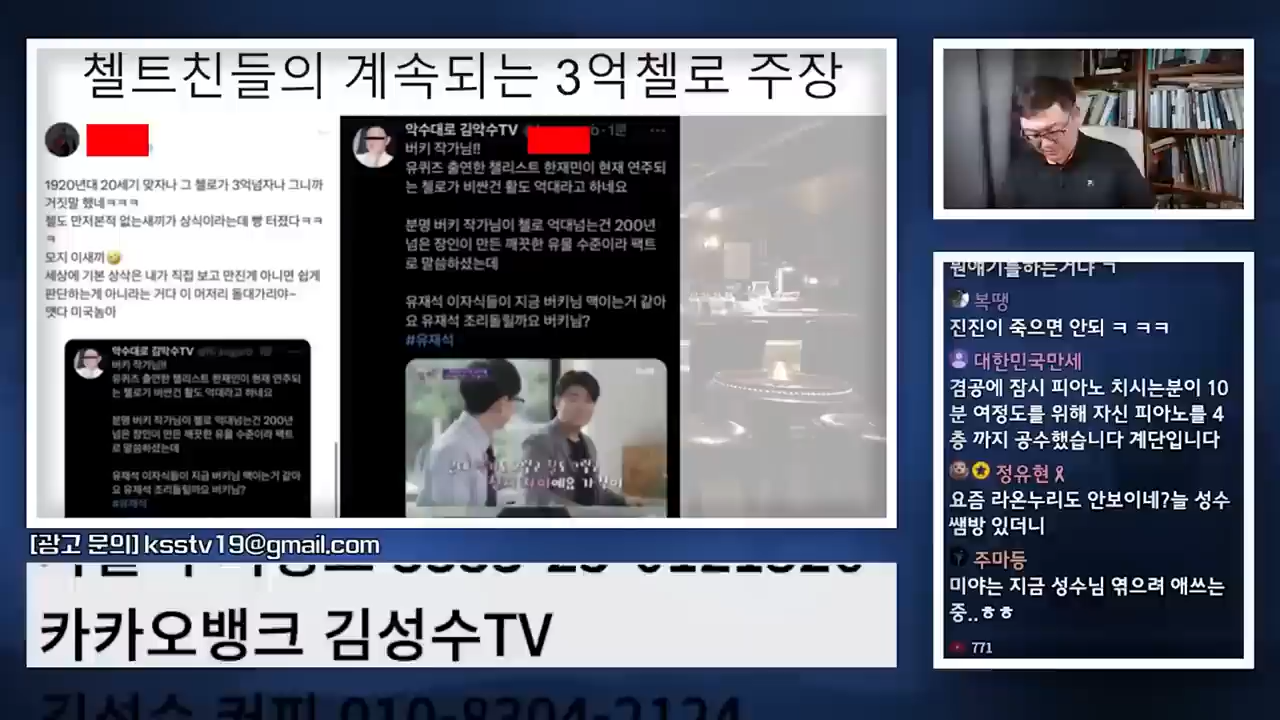 첼트친들의 계속되는 3억첼로 주장
1920년대 20세기 맞자나 그 첼로가 3억넘자나 그니까
거짓말 했네ㅋㅋㅋ
첼도 만저본적 없는새끼가 상식이라는데 빵 터졌다ㅋㅋ
ㅋ
모지 이새끼🤣
세상에 기본 상삭은 내가 직접 보고 만진게 아니면 쉽게
판단하는게 아니라는 거다 이 머저리 돌대가리야~
맷다 미국놈아
악수대로 김악수TV
버키 작가님!!
유퀴즈 출연한 첼리스트 한재민이 현재 연주되
는 첼로가 비싼건 활도 억대라고 하네요
분명 버키 작가님이 첼로 억대넘는건 200년
넘은 장인이 만든 깨끗한 유물 수준이라 팩트
로 말씀하셨는데
유재석 이자식들이 지금 버키님 맥이는거 같아
요 유재석 조리돌릴까요 버키님?
#유재석
악수대로 김악수TV
1분
버키 작가님!!
유퀴즈 출연한 첼리스트 한재민이 현재 연주되
는 첼로가 비싼건 활도 억대라고 하네요
분명 버키 작가님이 첼로 억대넘는건 200년
넘은 장인이 만든 깨끗한 유물 수준이라 팩트
로 말씀하셨는데
유재석 이자식들이 지금 버키님 맥이는거 같아
요 유재석 조리돌릴까요 버키님?
#유재석
[광고 문의] ksstv19@gmail.com
카카오뱅크 김성수TV
뭔얘기를하는거냐 ㄱ
복땡
진진이 죽으면 안되 ㅋ ㅋㅋ
대한민국만세
겸공에 잠시 피아노 치시는분이 10
분 여정도를 위해 자신 피아노를 4
층 까지 공수했습니다 계단입니다
정유현🎗
요즘 라온누리도 안보이네?늘 성수
쌤방 있더니
주마등
미야는 지금 성수님 엮으려 애쓰는
중..ㅎㅎ
771